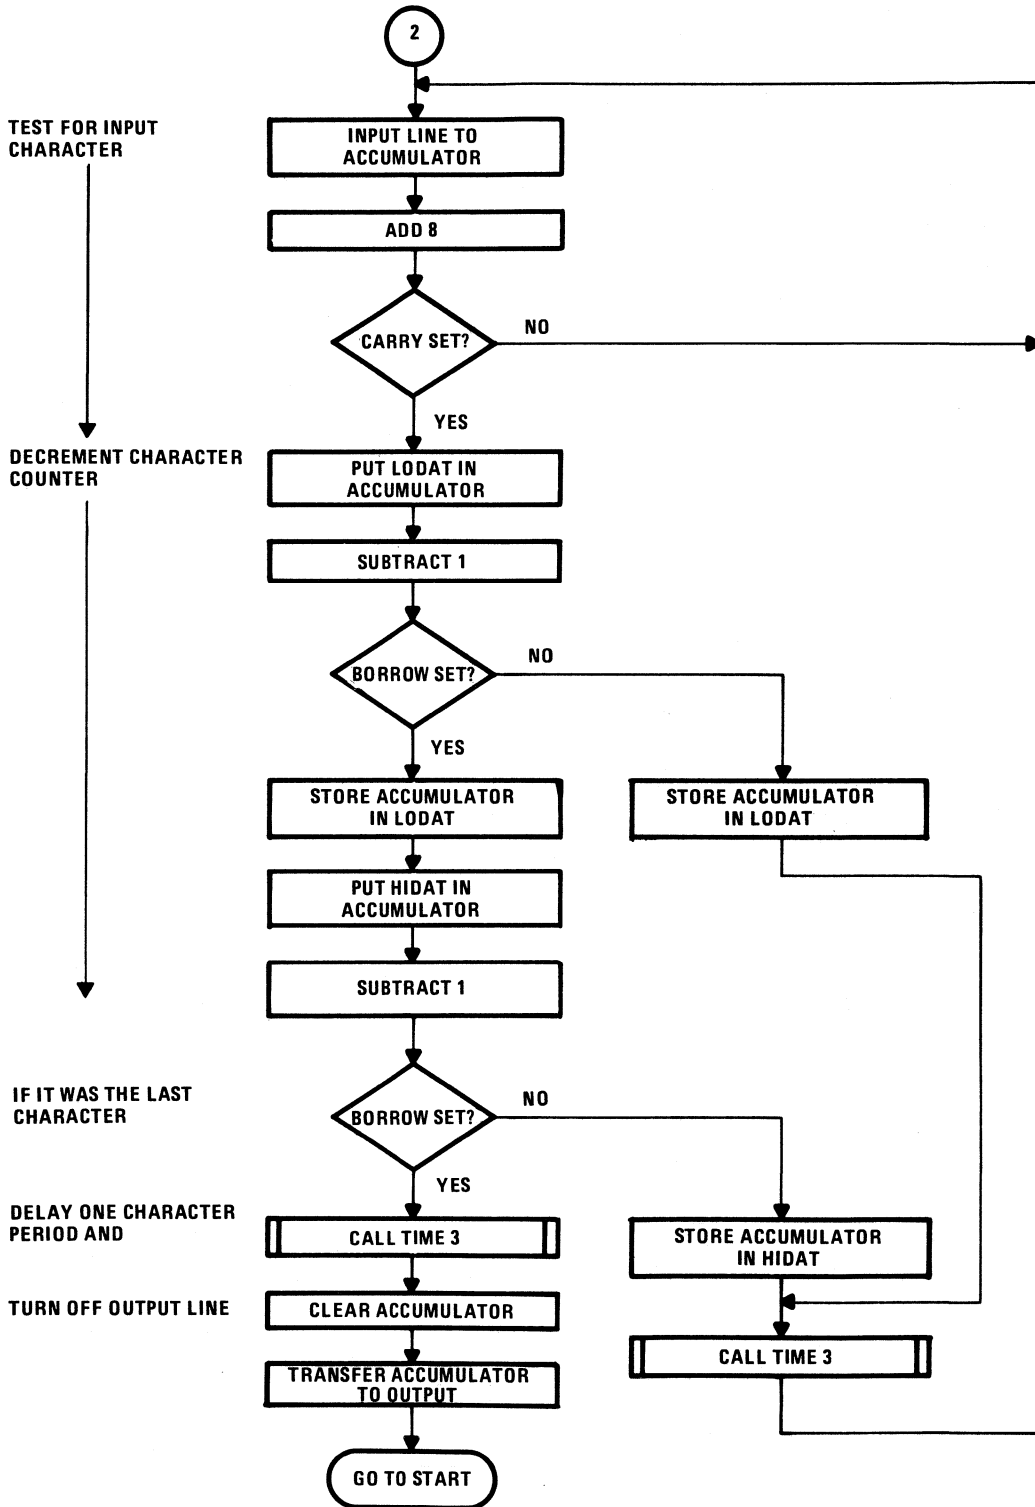 2
TEST FOR INPUT
CHARACTER
INPUT LINE TO
ACCUMULATOR
ADD 8
CARRY SET?
NO
YES
DECREMENT CHARACTER
COUNTER
PUT LODAT IN
ACCUMULATOR
SUBTRACT 1
BORROW SET?
NO
YES
STORE ACCUMULATOR
IN LODAT
STORE ACCUMULATOR
IN LODAT
PUT HIDAT IN
ACCUMULATOR
SUBTRACT 1
IF IT WAS THE LAST
CHARACTER
BORROW SET?
NO
YES
DELAY ONE CHARACTER
PERIOD AND
CALL TIME 3
STORE ACCUMULATOR
IN HIDAT
TURN OFF OUTPUT LINE
CLEAR ACCUMULATOR
CALL TIME 3
TRANSFER ACCUMULATOR
TO OUTPUT
GO TO START